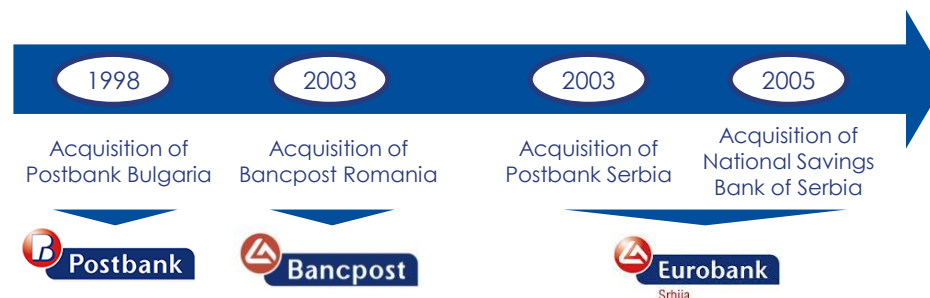 1998
2003
2003
2005
Acquisition of
Postbank Bulgaria
Acquisition of
Bancpost Romania
Acquisition of
Postbank Serbia
Acquisition of
National Savings
Bank of Serbia
Postbank
Bancpost
Eurobank
Srbija